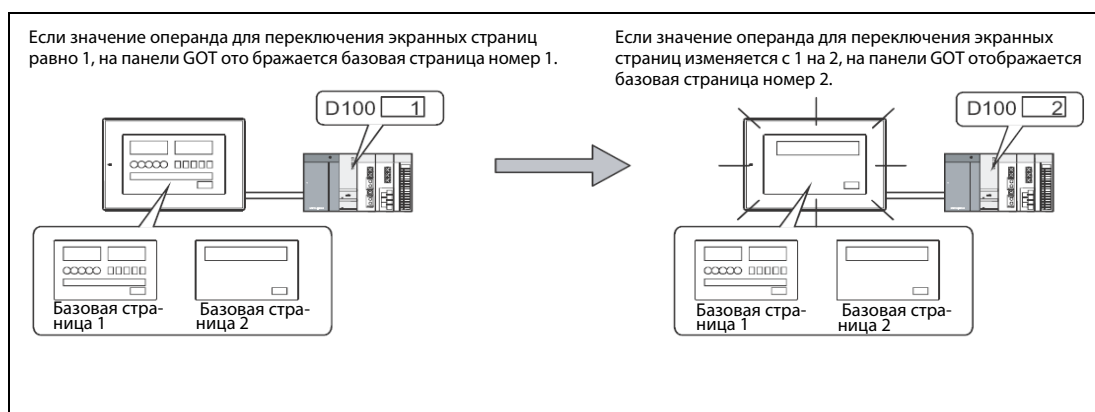 Если значение операнда для переключения экранных страниц
равно 1, на панели GOT ото бражается базовая страница номер 1.
D100 1
Базовая стра-
ница 1
Базовая стра-
ница 2
Если значение операнда для переключения экранных
страниц изменяется с 1 на 2, на панели GOT отображается
базовая страница номер 2.
D100 2
Базовая стра-
ница 1
Базовая стра-
ница 2